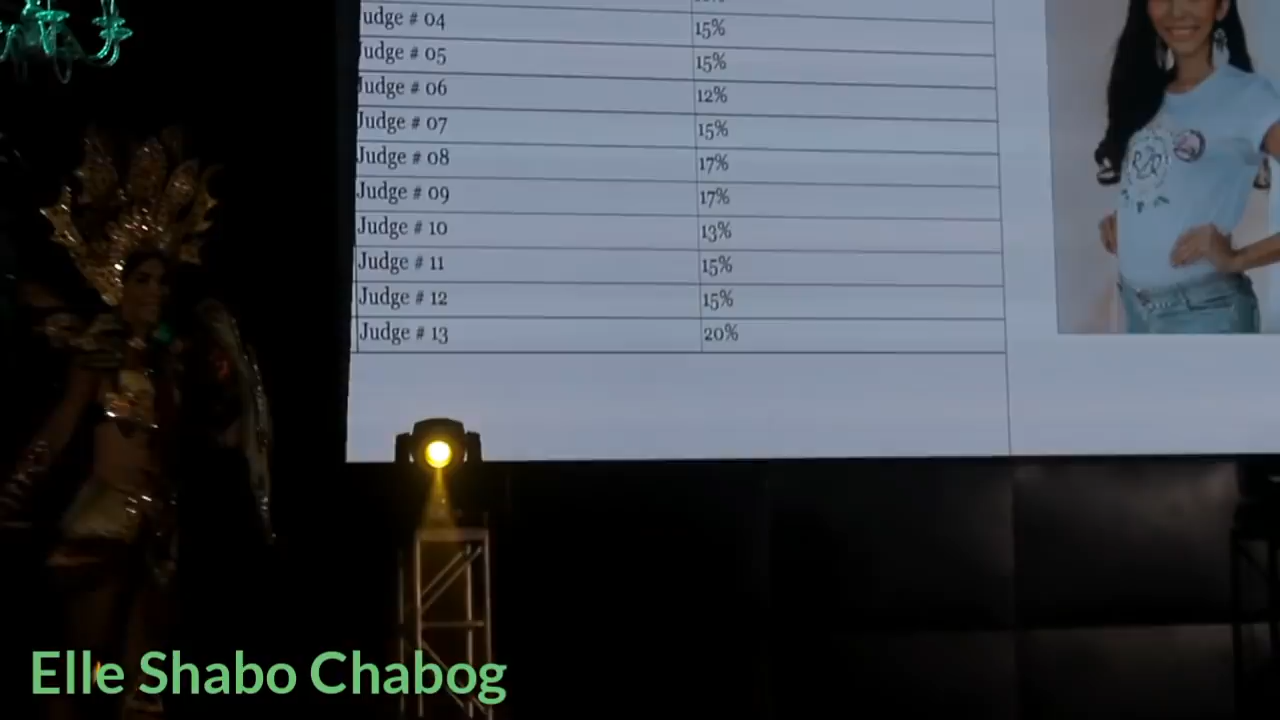 Judge # 04 15%
Judge # 05 15%
Judge # 06 12%
Judge # 07 15%
Judge # 08 17%
Judge # 09 17%
Judge # 10 13%
Judge # 11 15%
Judge # 12 15%
Judge # 13 20%
Elle Shabo Chabog